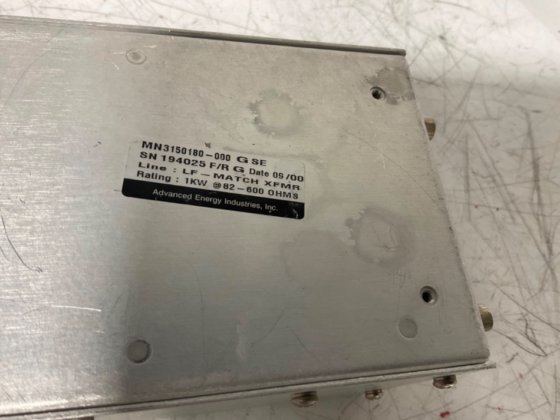 MN3150180-000 G SE
SN 194025 F/R G Date 09/00
Line : LF-MATCH XFMR
Rating : 1KW @82-600 OHMS
Advanced Energy Industries, Inc.